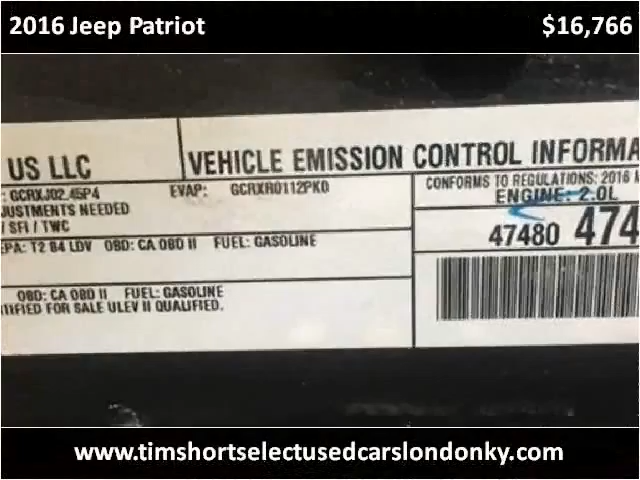 2016 Jeep Patriot $16,766
US LLC VEHICLE EMISSION CONTROL INFORMA
: GCRXJ02.45P4 EVAP: GCRXR0112PK0 CONFORMS TO REGULATIONS: 2016 M
JUSTMENTS NEEDED ENGINE: 2.0L
/ SFI / TWC 47480 474
EPA: T2 B4 LDV OBD: CA OBD II FUEL: GASOLINE
OBD: CA OBD II FUEL: GASOLINE
TIFIED FOR SALE ULEV II QUALIFIED.
www.timshortselectusedcarslondonky.com